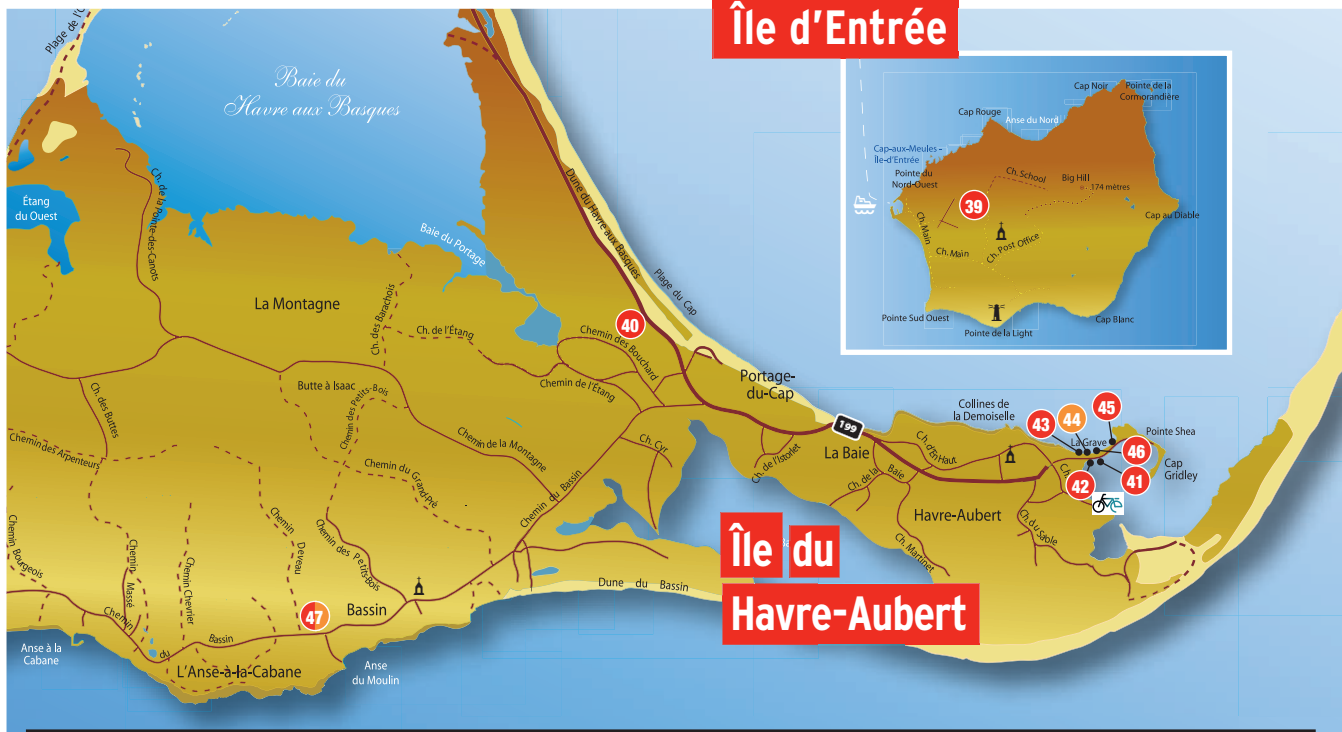 Île d'Entrée
Plage de l'
Baie du
Havre aux Basques
Étang
du Ouest
Ch. de la Pointe-des-Canots
Baie du Portage
Dune du Havre aux Basques
Plage du Cap
La Montagne
Ch. des Barachois
Ch. de l'Étang
40
Chemin des Bouchard
Chemin de l'Étang
Butte à Isaac
Chemin des Petits-Bois
Ch. des Buttes
Chemin des Arpenteurs
Chemin de la Montagne
Chemin du Grand-Pré
Ch. Cyr
Chemin du Bassin
Portage-
du-Cap
199
Ch. de l'Istorlet
La Baie
Ch. de la Baie
Ch. d'En Haut
Ch. Martinet
Havre-Aubert
Ch. du Sable
Collines de
la Demoiselle
43
44
45
La Grave
Pointe Shea
46
Cap
Gridley
42
41
Île du
Havre-Aubert
Dune du Bassin
Chemin Bourgeois
Chemin Massé
Chemin Chevrier
Chemin Deveau
Chemin des Petits-Bois
47
Bassin
Chemin du Bassin
Anse à la
Cabane
L'Anse-à-la-Cabane
Anse
du Moulin
Cap Noir
Pointe de la
Cormorandière
Cap Rouge
Anse du Nord
Cap-aux-Meules -
Île-d'Entrée
Pointe du
Nord-Ouest
Ch. School
Big Hill
174 mètres
39
Cap au Diable
Ch. Main
Ch. Main
Ch. Post Office
Pointe Sud Ouest
Pointe de la Light
Cap Blanc